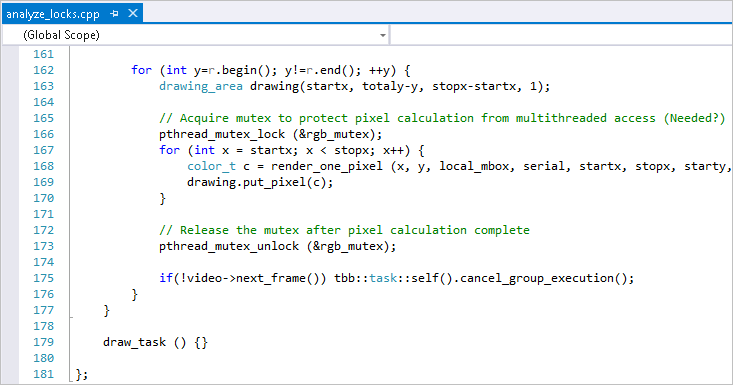 analyze_locks.cpp
(Global Scope)
161
162 for (int y=r.begin(); y!=r.end(); ++y) {
163 drawing_area drawing(startx, totaly-y, stopx-startx, 1);
164
165 // Acquire mutex to protect pixel calculation from multithreaded access (Needed?)
166 pthread_mutex_lock (&rgb_mutex);
167 for (int x = startx; x < stopx; x++) {
168 color_t c = render_one_pixel (x, y, local_mbox, serial, startx, stopx, starty,
169 drawing.put_pixel(c);
170 }
171
172 // Release the mutex after pixel calculation complete
173 pthread_mutex_unlock (&rgb_mutex);
174
175 if(!video->next_frame()) tbb::task::self().cancel_group_execution();
176 }
177 }
178
179 draw_task () {}
180
181 };